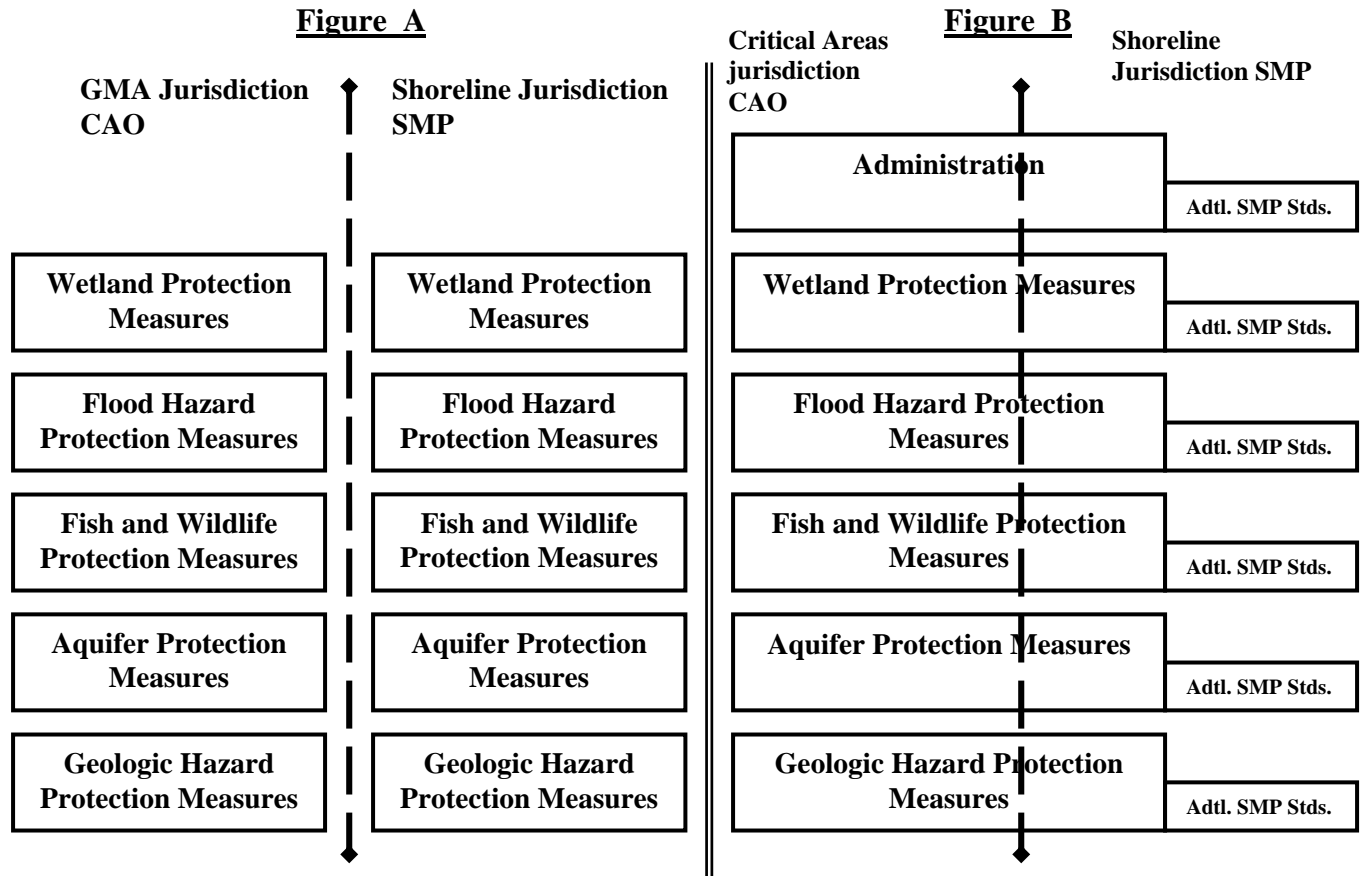 Figure A
GMA Jurisdiction
CAO
Shoreline Jurisdiction
SMP
Wetland Protection
Measures
Wetland Protection
Measures
Flood Hazard
Protection Measures
Flood Hazard
Protection Measures
Fish and Wildlife
Protection Measures
Fish and Wildlife
Protection Measures
Aquifer Protection
Measures
Aquifer Protection
Measures
Geologic Hazard
Protection Measures
Geologic Hazard
Protection Measures
Figure B
Critical Areas
jurisdiction
CAO
Shoreline
Jurisdiction SMP
Administration
Adtl. SMP Stds.
Wetland Protection Measures
Adtl. SMP Stds.
Flood Hazard Protection
Measures
Adtl. SMP Stds.
Fish and Wildlife Protection
Measures
Adtl. SMP Stds.
Aquifer Protection Measures
Adtl. SMP Stds.
Geologic Hazard Protection
Measures
Adtl. SMP Stds.